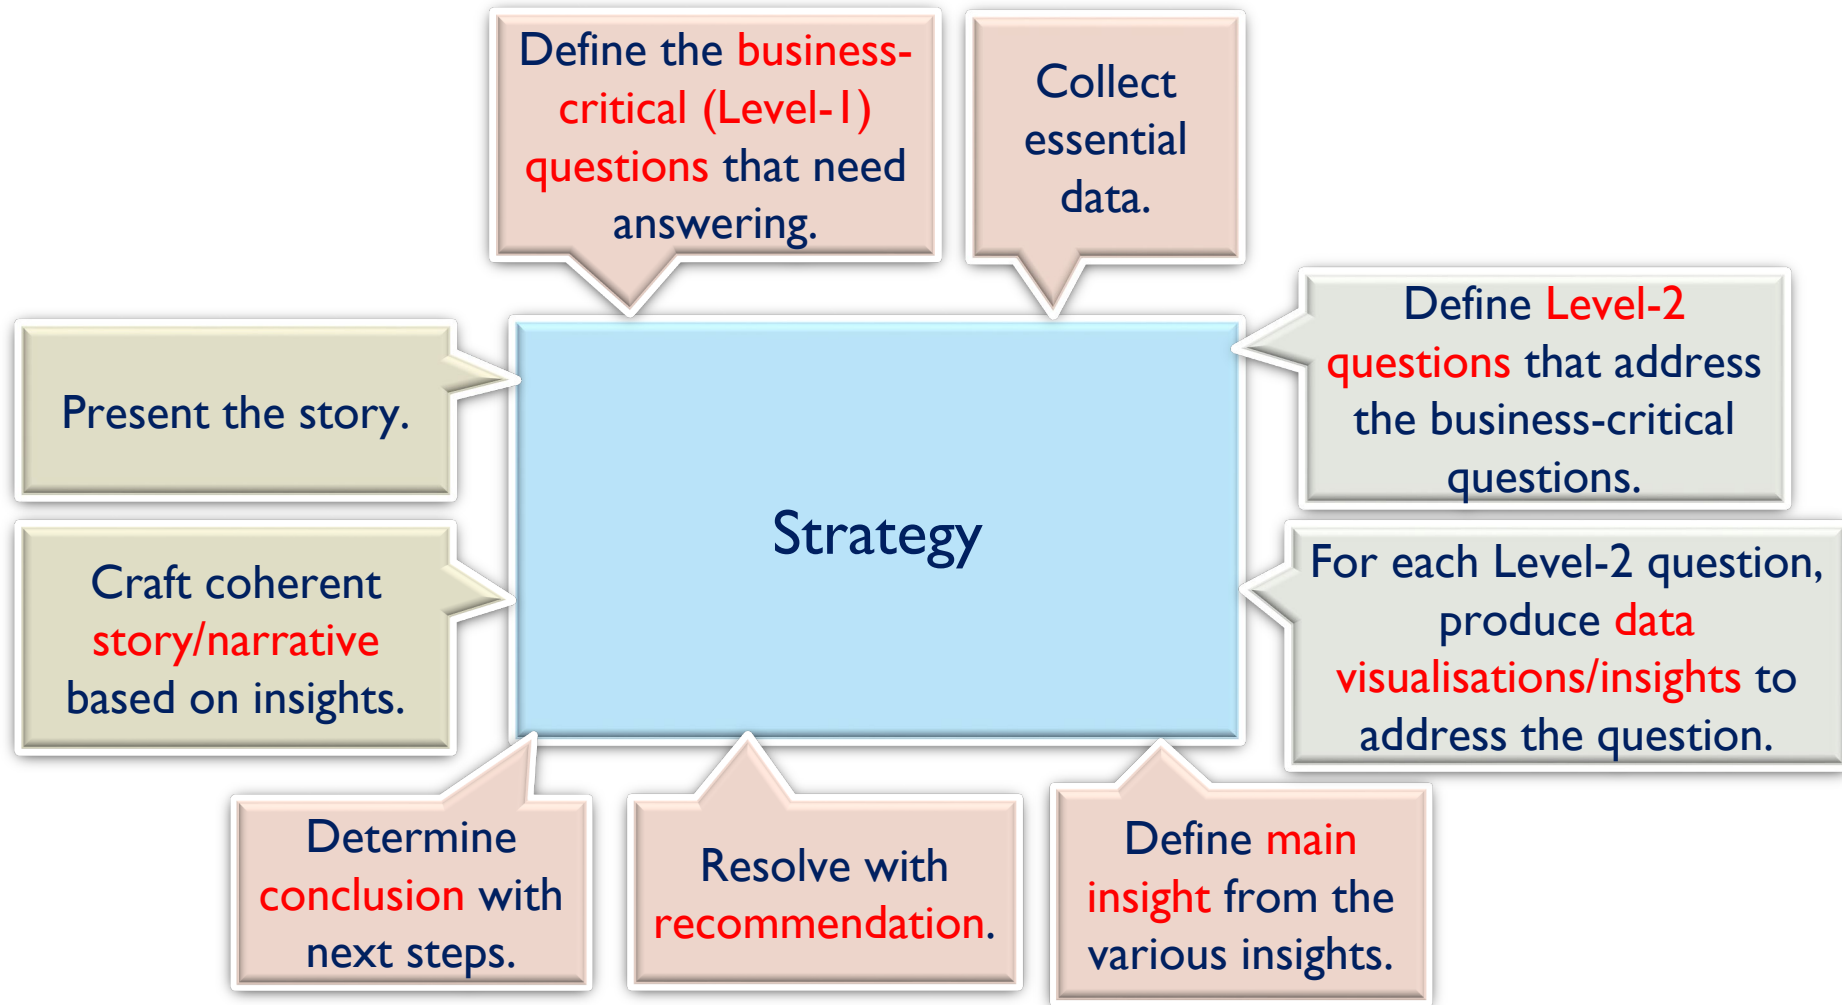 Define the business-
critical (Level-1)
questions that need
answering.
Collect
essential
data.
Define Level-2
questions that address
the business-critical
questions.
For each Level-2 question,
produce data
visualisations/insights to
address the question.
Define main
insight from the
various insights.
Resolve with
recommendation.
Determine
conclusion with
next steps.
Craft coherent
story/narrative
based on insights.
Present the story.
Strategy